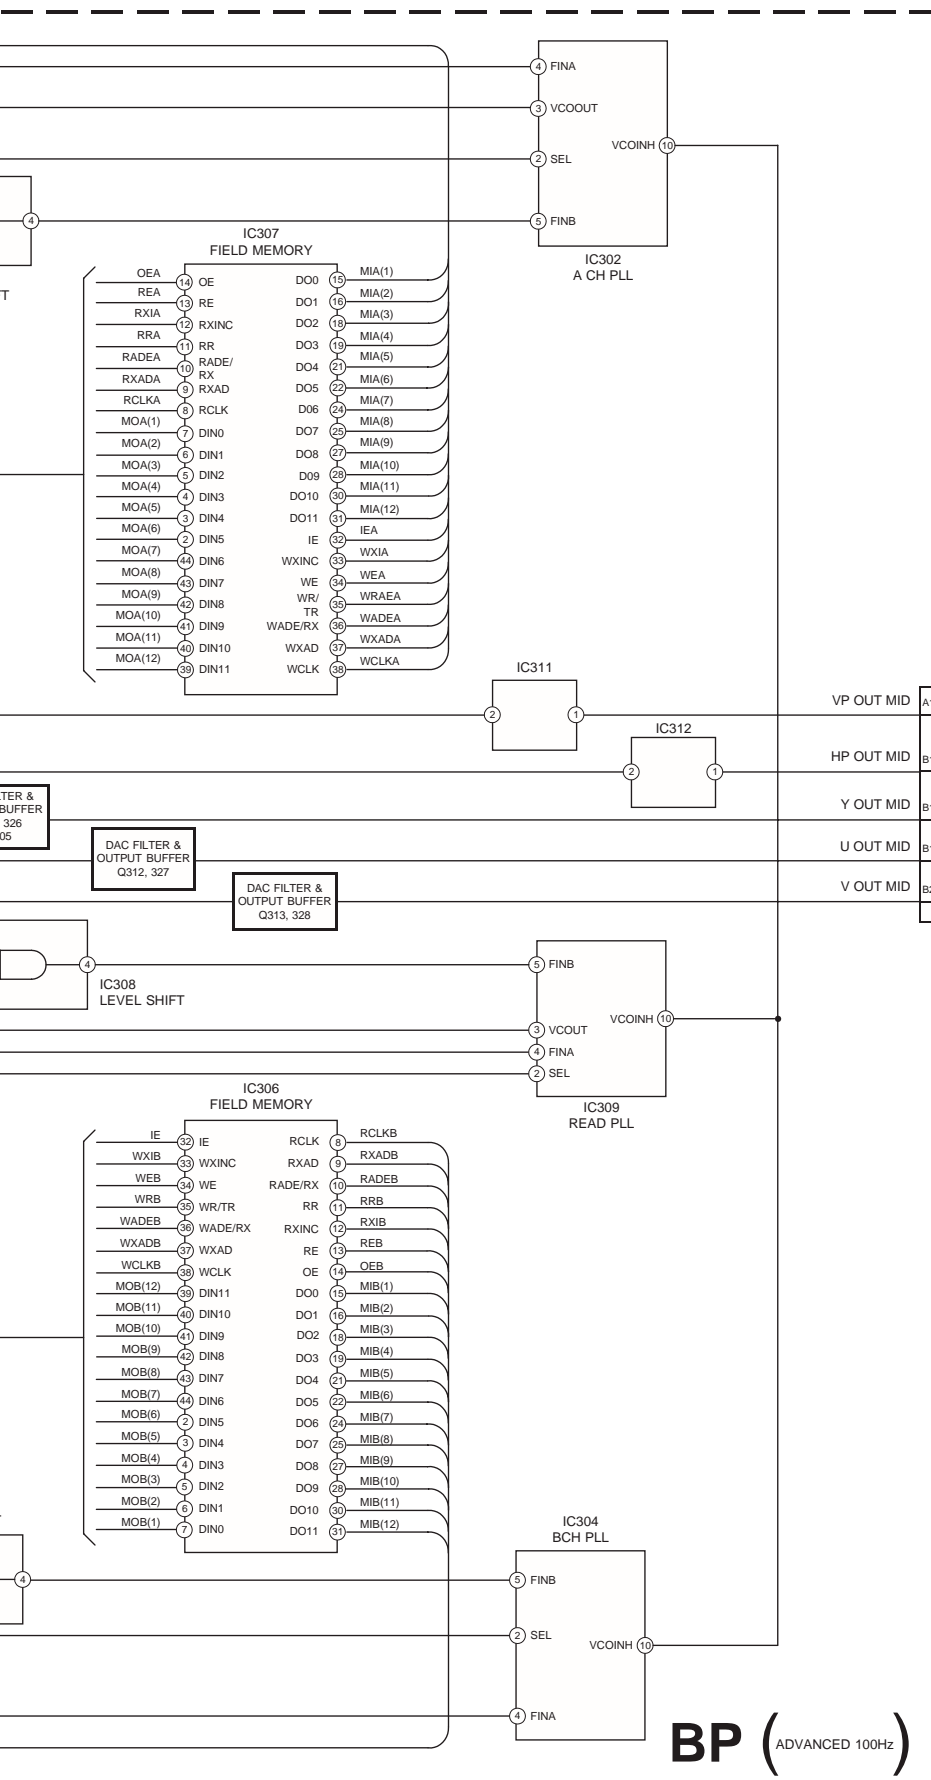 4 FINA
3 VCOOUT
VCOINH 10
2 SEL
4
5 FINB
IC302
A CH PLL
IC307
FIELD MEMORY
OEA 14 OE DO0 15 MIA(1)
REA 13 RE DO1 16 MIA(2)
RXIA 12 RXINC DO2 18 MIA(3)
RRA 11 RR DO3 19 MIA(4)
RADEA 10 RADE/RX DO4 21 MIA(5)
RXADA 9 RXAD DO5 22 MIA(6)
RCLKA 8 RCLK D06 24 MIA(7)
MOA(1) 7 DIN0 DO7 25 MIA(8)
MOA(2) 6 DIN1 DO8 27 MIA(9)
MOA(3) 5 DIN2 D09 28 MIA(10)
MOA(4) 4 DIN3 DO10 30 MIA(11)
MOA(5) 3 DIN4 DO11 31 MIA(12)
MOA(6) 2 DIN5 IE 32 IEA
MOA(7) 44 DIN6 WXINC 33 WXIA
MOA(8) 43 DIN7 WE 34 WEA
MOA(9) 42 DIN8 WR/TR 35 WRAEA
MOA(10) 41 DIN9 WADE/RX 36 WADEA
MOA(11) 40 DIN10 WXAD 37 WXADA
MOA(12) 39 DIN11 WCLK 38 WCLKA
IC311
2 1
VP OUT MID
IC312
2 1
HP OUT MID
Y OUT MID
U OUT MID
V OUT MID
TER &
BUFFER
326
05
DAC FILTER &
OUTPUT BUFFER
Q312, 327
DAC FILTER &
OUTPUT BUFFER
Q313, 328
4
IC308
LEVEL SHIFT
5 FINB
VCOINH 10
3 VCOUT
4 FINA
2 SEL
IC309
READ PLL
IC306
FIELD MEMORY
IE 32 IE RCLK 8 RCLKB
WXIB 33 WXINC RXAD 9 RXADB
WEB 34 WE RADE/RX 10 RADEB
WRB 35 WR/TR RR 11 RRB
WADEB 36 WADE/RX RXINC 12 RXIB
WXADB 37 WXAD RE 13 REB
WCLKB 38 WCLK OE 14 OEB
MOB(12) 39 DIN11 DO0 15 MIB(1)
MOB(11) 40 DIN10 DO1 16 MIB(2)
MOB(10) 41 DIN9 DO2 18 MIB(3)
MOB(9) 42 DIN8 DO3 19 MIB(4)
MOB(8) 43 DIN7 DO4 21 MIB(5)
MOB(7) 44 DIN6 DO5 22 MIB(6)
MOB(6) 2 DIN5 DO6 24 MIB(7)
MOB(5) 3 DIN4 DO7 25 MIB(8)
MOB(4) 4 DIN3 DO8 27 MIB(9)
MOB(3) 5 DIN2 DO9 28 MIB(10)
MOB(2) 6 DIN1 DO10 30 MIB(11)
MOB(1) 7 DIN0 DO11 31 MIB(12)
IC304
BCH PLL
4
5 FINB
2 SEL
VCOINH 10
4 FINA
BP (ADVANCED 100Hz)